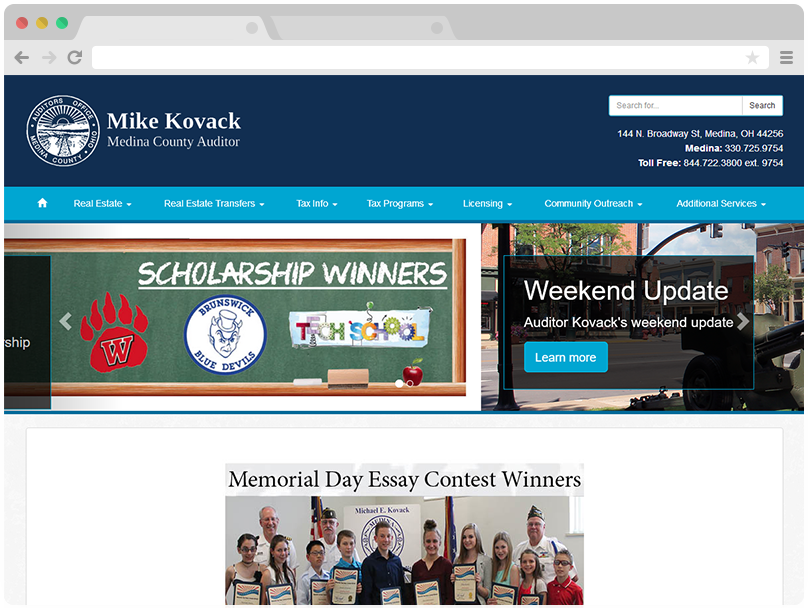 AUDITORS OFFICE
MEDINA COUNTY OHIO
Mike Kovack
Medina County Auditor
Search for...
Search
144 N. Broadway St, Medina, OH 44256
Medina: 330.725.9754
Toll Free: 844.722.3800 ext. 9754
Real Estate
Real Estate Transfers
Tax Info
Tax Programs
Licensing
Community Outreach
Additional Services
rship
SCHOLARSHIP WINNERS
W
BRUNSWICK
BLUE DEVILS
TECH SCHOOL
Weekend Update
Auditor Kovack's weekend update
Learn more
Memorial Day Essay Contest Winners
Michael E. Kovack
MEDINA